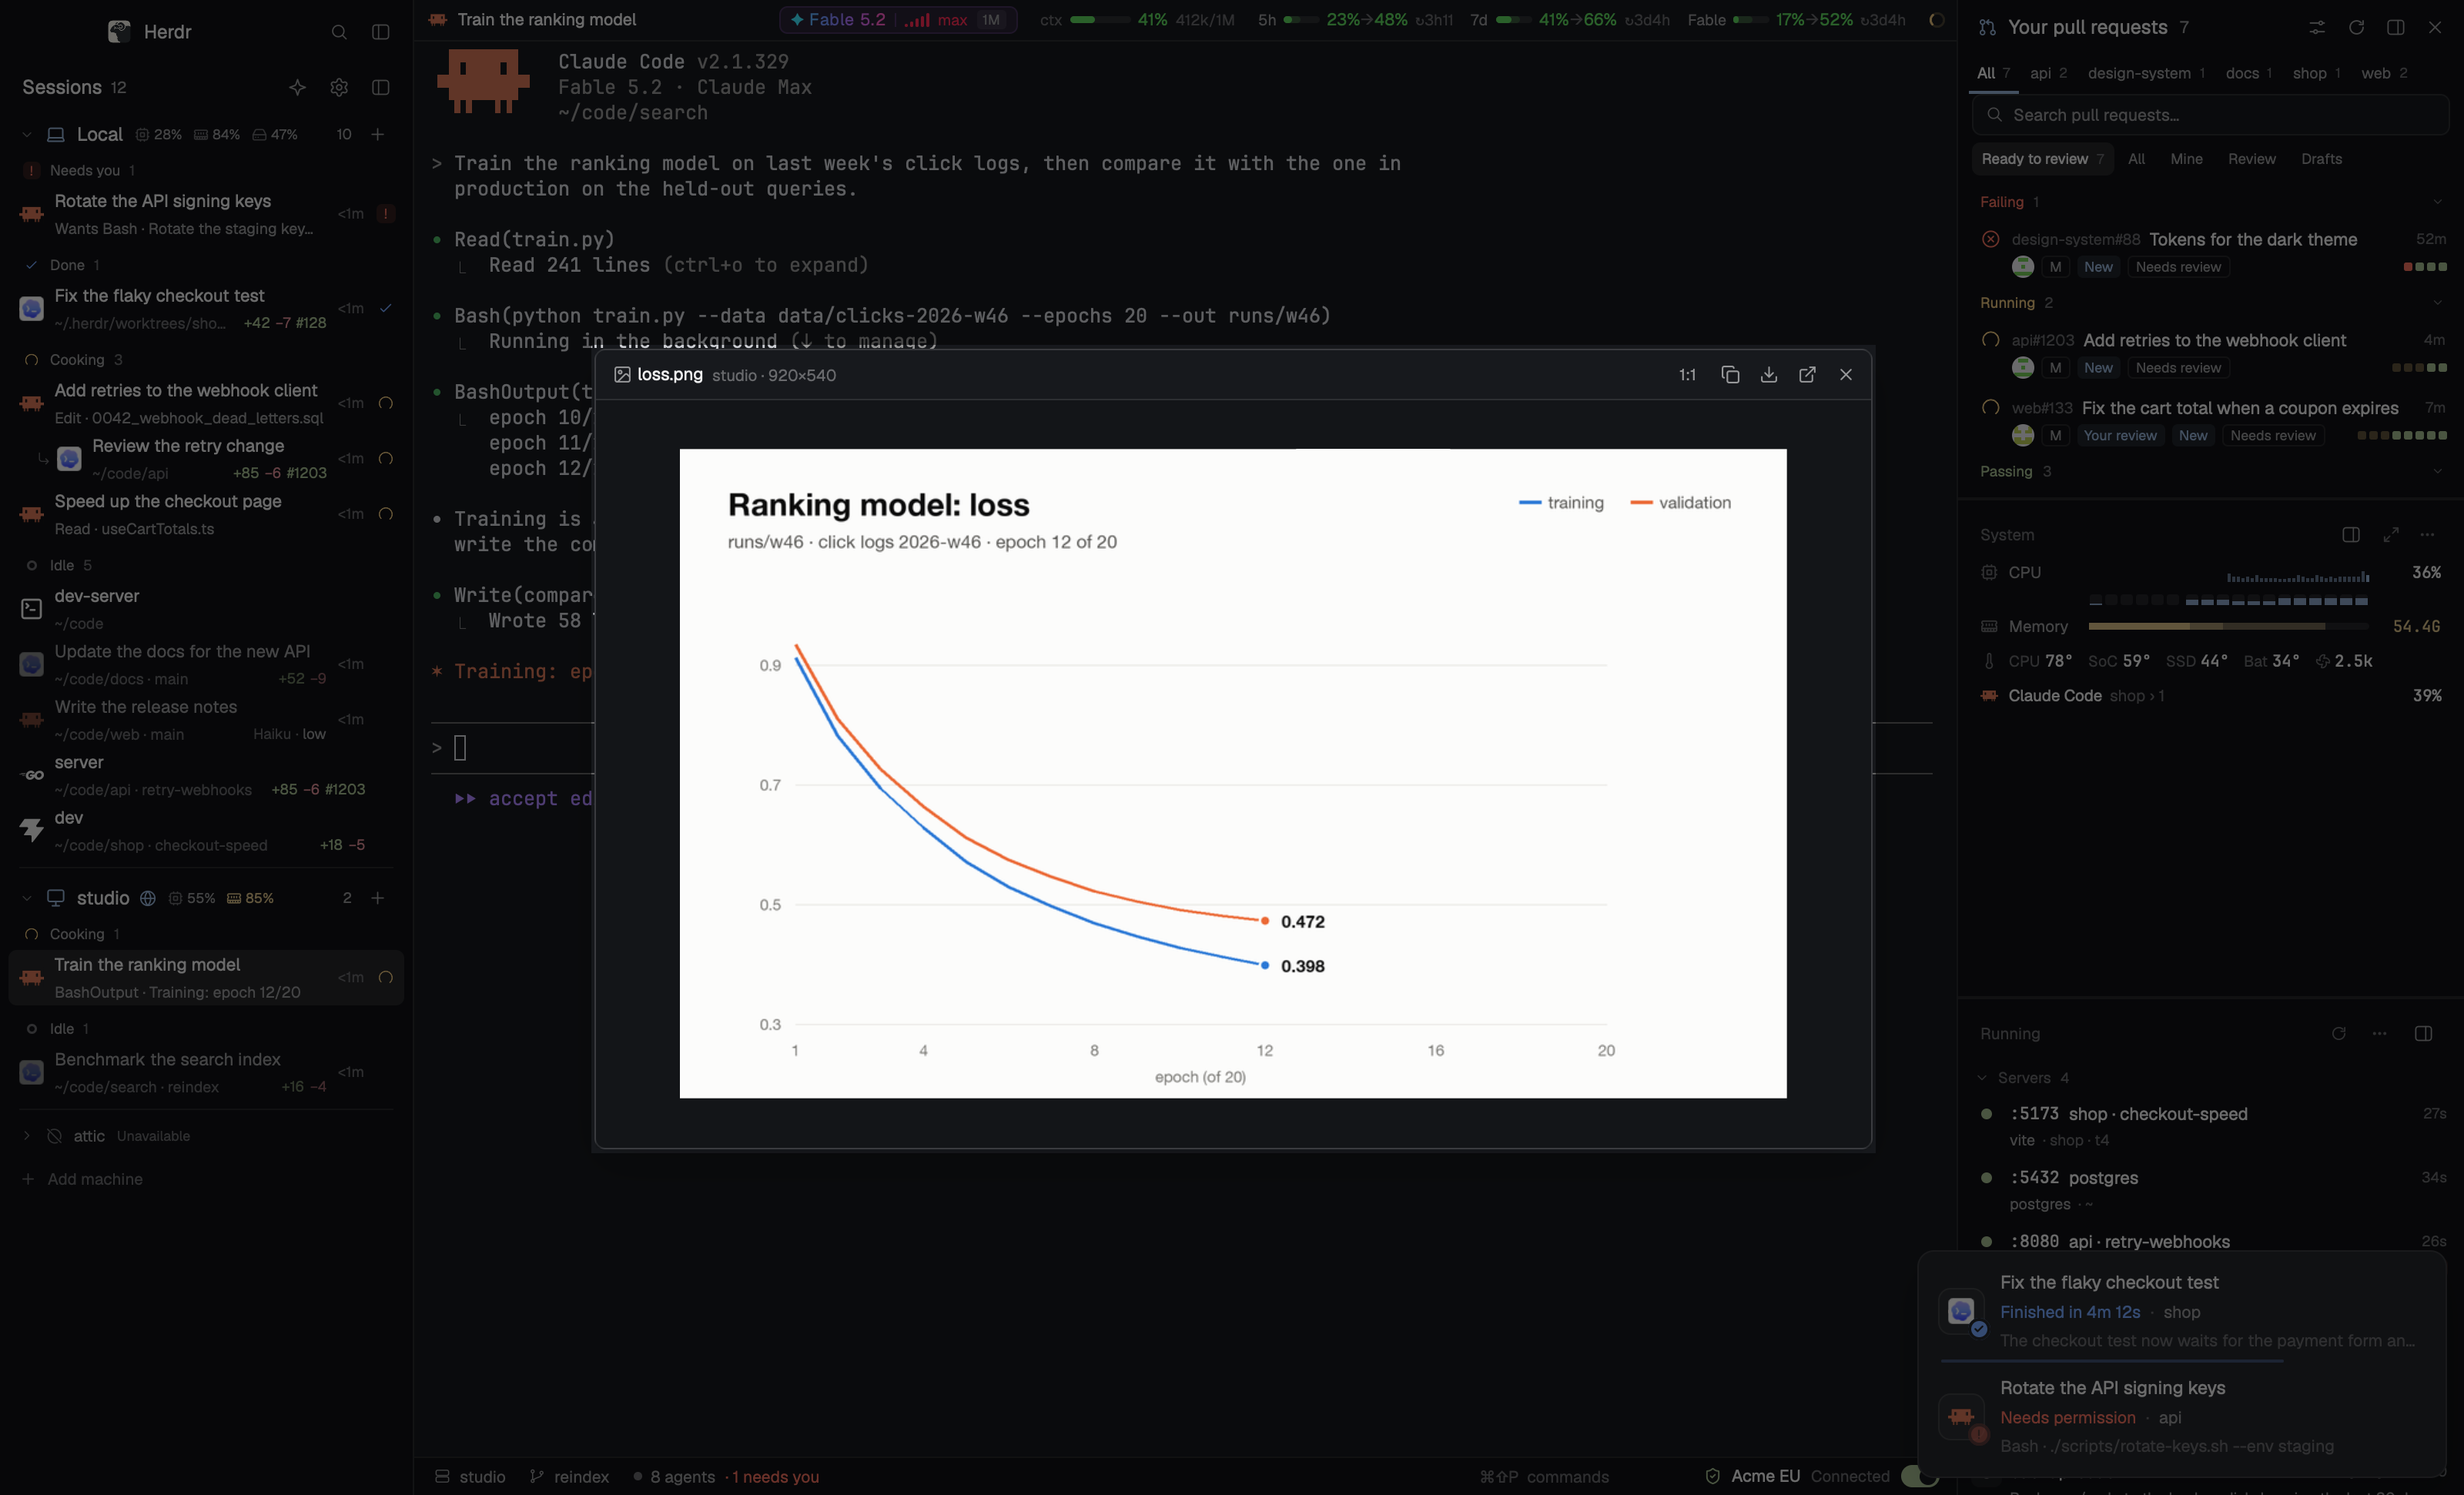 Herdr
Sessions 12
Local 28% 84% 47% 10
Needs you 1
Rotate the API signing keys <1m
Wants Bash · Rotate the staging key…
Done 1
Fix the flaky checkout test <1m
~/.herdr/worktrees/sho… +42 −7 #128
Cooking 3
Add retries to the webhook client <1m
Edit · 0042_webhook_dead_letters.sql
Review the retry change <1m
~/code/api +85 −6 #1203
Speed up the checkout page <1m
Read · useCartTotals.ts
Idle 5
dev-server
~/code
Update the docs for the new API <1m
~/code/docs · main +52 −9
Write the release notes <1m
~/code/web · main Haiku · low
server
~/code/api · retry-webhooks +85 −6 #1203
dev
~/code/shop · checkout-speed +18 −5
studio 55% 85% 2
Cooking 1
Train the ranking model <1m
BashOutput · Training: epoch 12/20
Idle 1
Benchmark the search index <1m
~/code/search · reindex +16 −4
attic Unavailable
Add machine
Train the ranking model Fable 5.2 max 1M ctx 41% 412k/1M 5h 23%→48% ↻3h11 7d 41%→66% ↻3d4h Fable 17%→52% ↻3d4h
Claude Code v2.1.329
Fable 5.2 · Claude Max
~/code/search
> Train the ranking model on last week's click logs, then compare it with the one in
production on the held-out queries.
Read(train.py)
Read 241 lines (ctrl+o to expand)
Bash(python train.py --data data/clicks-2026-w46 --epochs 20 --out runs/w46)
Running in the background (↓ to manage)
BashOutput(t
epoch 10/
epoch 11/
epoch 12/
Training is
write the co
Write(compar
Wrote 58
* Training: ep
>
accept ed
loss.png studio · 920×540 1:1
Ranking model: loss
training validation
runs/w46 · click logs 2026-w46 · epoch 12 of 20
0.9
0.7
0.5
0.472
0.398
0.3
1 4 8 12 16 20
epoch (of 20)
studio reindex 8 agents · 1 needs you ⌘⇧P commands Acme EU Connected
Your pull requests 7
All 7 api 2 design-system 1 docs 1 shop 1 web 2
Search pull requests…
Ready to review 7 All Mine Review Drafts
Failing 1
design-system#88 Tokens for the dark theme 52m
M New Needs review
Running 2
api#1203 Add retries to the webhook client 4m
M New Needs review
web#133 Fix the cart total when a coupon expires 7m
M Your review New Needs review
Passing 3
System
CPU 36%
Memory 54.4G
CPU 78° SoC 59° SSD 44° Bat 34° 2.5k
Claude Code shop › 1 39%
Running
Servers 4
:5173 shop · checkout-speed 27s
vite · shop · t4
:5432 postgres 34s
postgres · ~
:8080 api · retry-webhooks 26s
Fix the flaky checkout test
Finished in 4m 12s · shop
The checkout test now waits for the payment form an…
Rotate the API signing keys
Needs permission · api
Bash · ./scripts/rotate-keys.sh --env staging